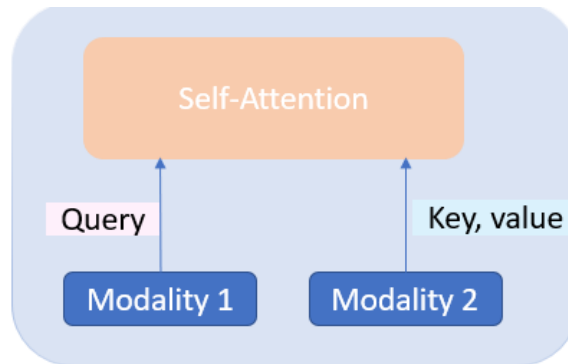 Self-Attention
Query
Key, value
Modality 1
Modality 2